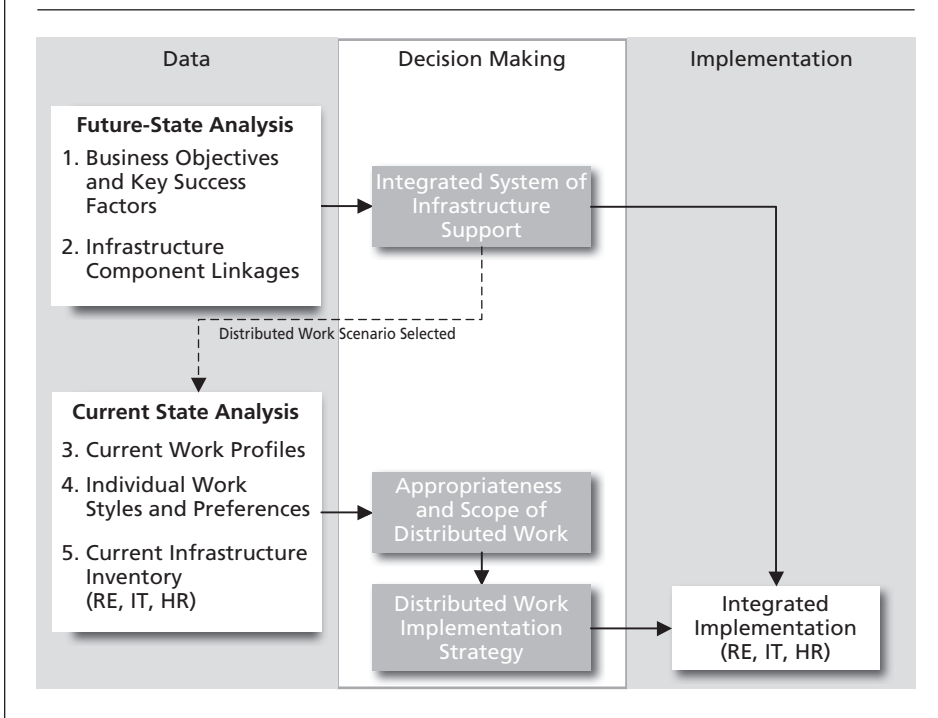 Data
Decision Making
Implementation
Future-State Analysis
1. Business Objectives
and Key Success
Factors
2. Infrastructure
Component Linkages
Integrated System of
Infrastructure
Support
Distributed Work Scenario Selected
Current State Analysis
3. Current Work Profiles
4. Individual Work
Styles and Preferences
5. Current Infrastructure
Inventory
(RE, IT, HR)
Appropriateness
and Scope of
Distributed Work
Distributed Work
Implementation
Strategy
Integrated
Implementation
(RE, IT, HR)